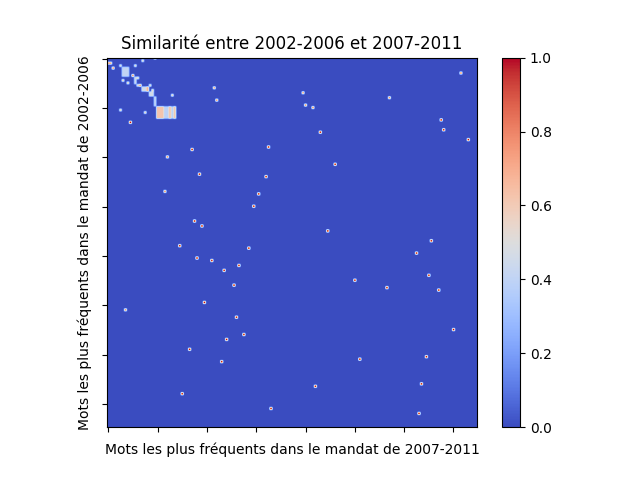 Similarité entre 2002-2006 et 2007-2011
Mots les plus fréquents dans le mandat de 2002-2006
1.0
0.8
0.6
0.4
0.2
0.0
Mots les plus fréquents dans le mandat de 2007-2011